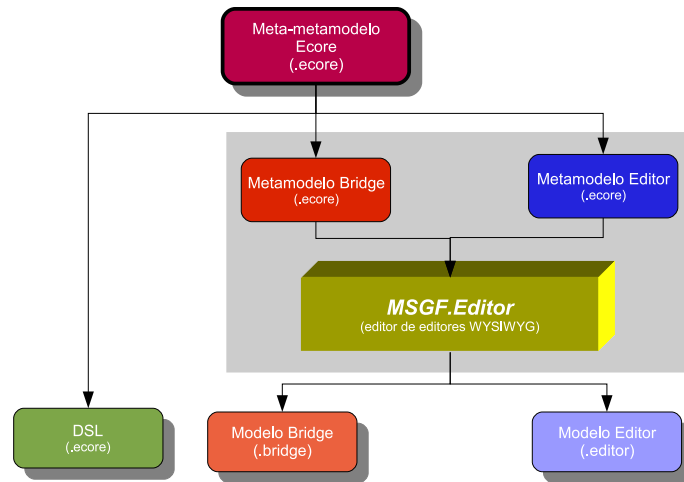 Meta-metamodelo
Ecore
(.ecore)
Metamodelo Bridge
(.ecore)
Metamodelo Editor
(.ecore)
MSGF.Editor
(editor de editores WYSIWYG)
DSL
(.ecore)
Modelo Bridge
(.bridge)
Modelo Editor
(.editor)